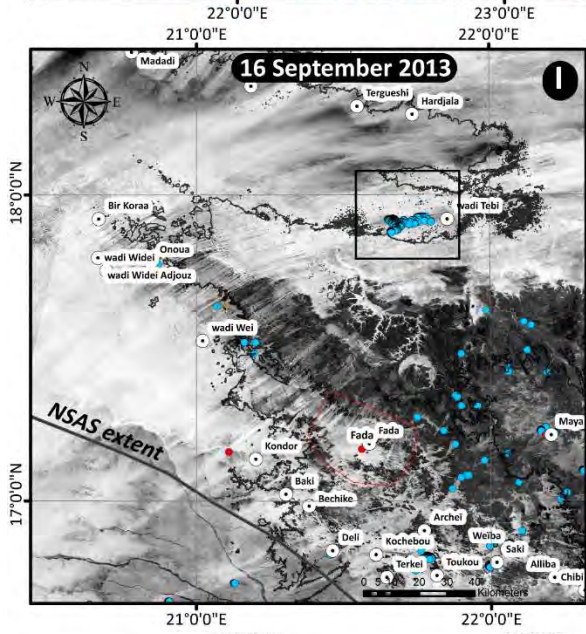 22°0'0"E 23°0'0"E
21°0'0"E 22°0'0"E
Madadi
16 September 2013
I
N
W E
S
Tergueshi
Hardjala
18°0'0"N
Bir Koraa
wadi Tebi
Onoua
wadi Widei
wadi Widei Adjouz
wadi Wei
NSAS extent
Fada
Fada
Maya
Kondor
Baki
Bechike
17°0'0"N
Archeï
Deli
Kochebou
Weïba
Saki
Terkei
Toukou
Alliba
Chibi
0 5 10 20 30 40
Kilometers
21°0'0"E 22°0'0"E